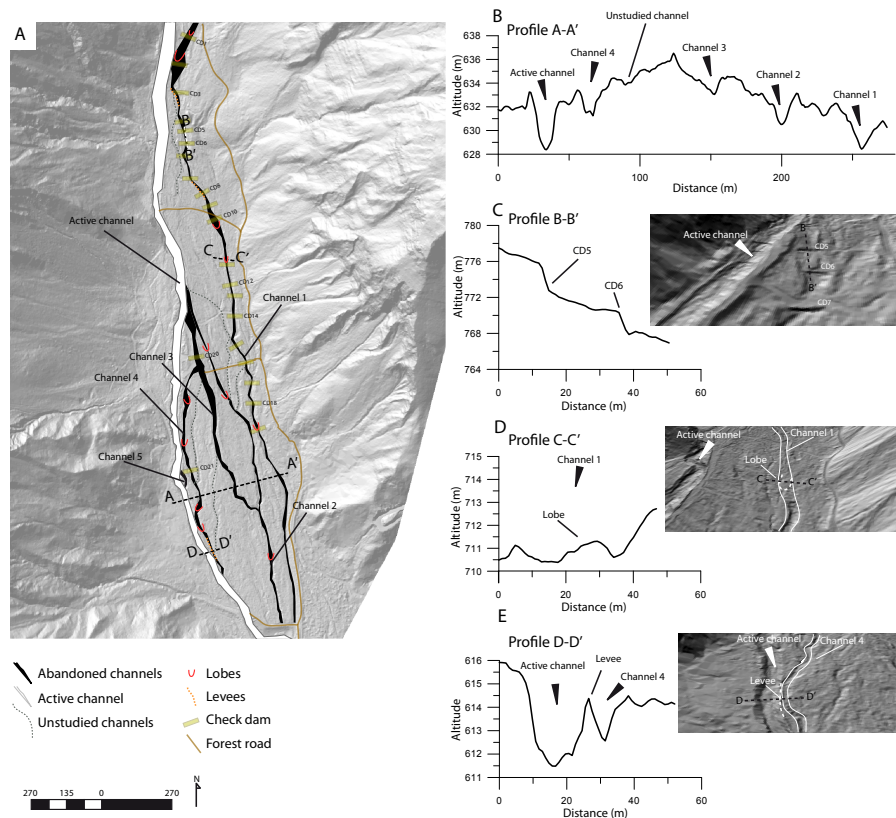 A
CD1
CD3
B
CD5
CD6
B’
CD8
CD10
Active channel
C
C’
CD12
Channel 1
CD14
Channel 3
CD20
Channel 4
CD18
Channel 5
CD21
A’
A
Channel 2
D
D’
Abandoned channels
Active channel
Unstudied channels
Lobes
Levees
Check dam
Forest road
270 135 0 270
N
B
Profile A-A’
Altitude (m)
638
636
634
632
630
628
0 100 200
Distance (m)
Active channel
Channel 4
Unstudied channel
Channel 3
Channel 2
Channel 1
C
Profile B-B’
Altitude (m)
780
776
772
768
764
0 20 40 60
Distance (m)
CD5
CD6
Active channel
B
CD5
CD6
B’
CD7
D
Profile C-C’
Altitude (m)
715
714
713
712
711
710
0 20 40 60
Distance (m)
Channel 1
Lobe
Active channel
Channel 1
Lobe
C
C’
E
Profile D-D’
Altitude
616
615
614
613
612
611
0 20 40 60
Distance (m)
Active channel
Levee
Channel 4
Active channel
Channel 4
Levee
D
D’